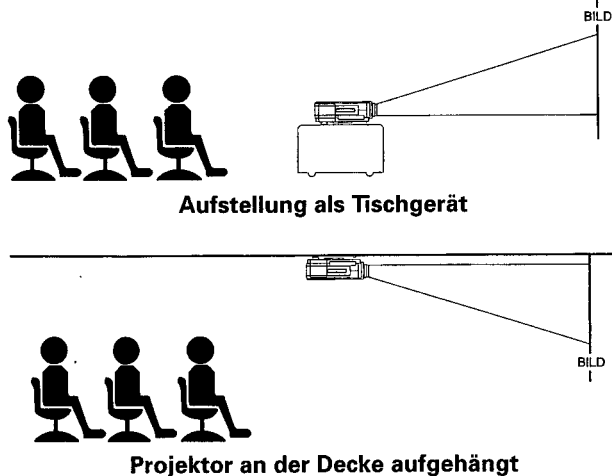 BILD
Aufstellung als Tischgerät
BILD
Projektor an der Decke aufgehängt